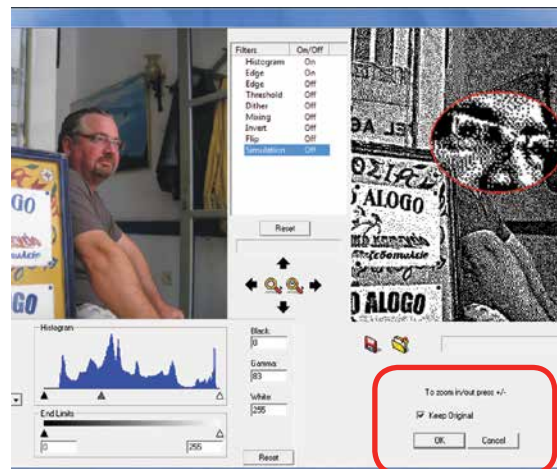 Filters On/Off
Histogram On
Edge On
Edge Off
Threshold Off
Dither Off
Mixing Off
Invert Off
Flip Off
Simulation Off
Reset
GO
GO
ALOGO
ALOGO
Histogram
Black:
0
Gamma:
83
White:
255
End Limits
0
255
Reset
To zoom in/out press +/-
Keep Original
OK Cancel